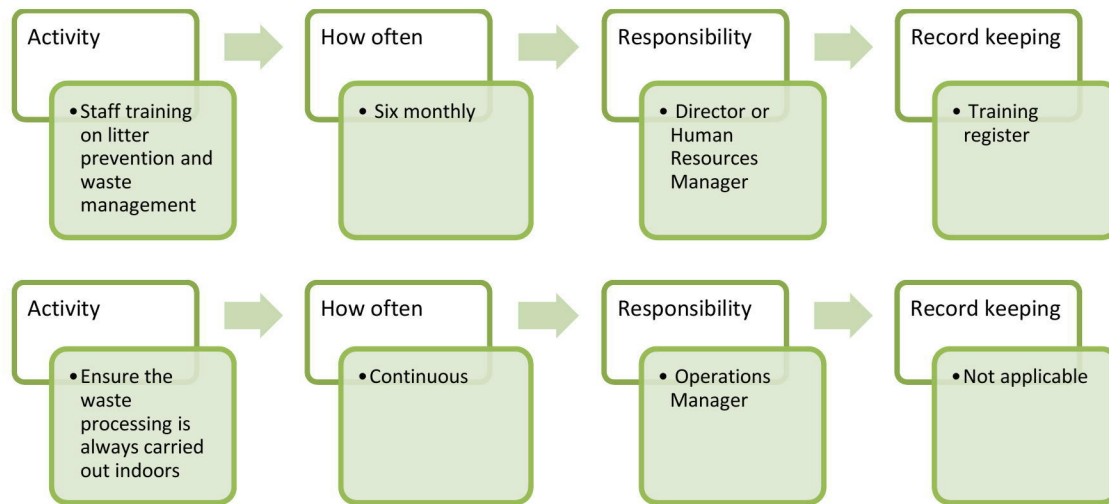 Activity
How often
Responsibility
Record keeping
•Staff training
on litter
prevention and
waste
management
• Six monthly
• Director or
Human
Resources
Manager
• Training
register
Activity
How often
Responsibility
Record keeping
•Ensure the
waste
processing is
always carried
out indoors
•Continuous
• Operations
Manager
•Not applicable